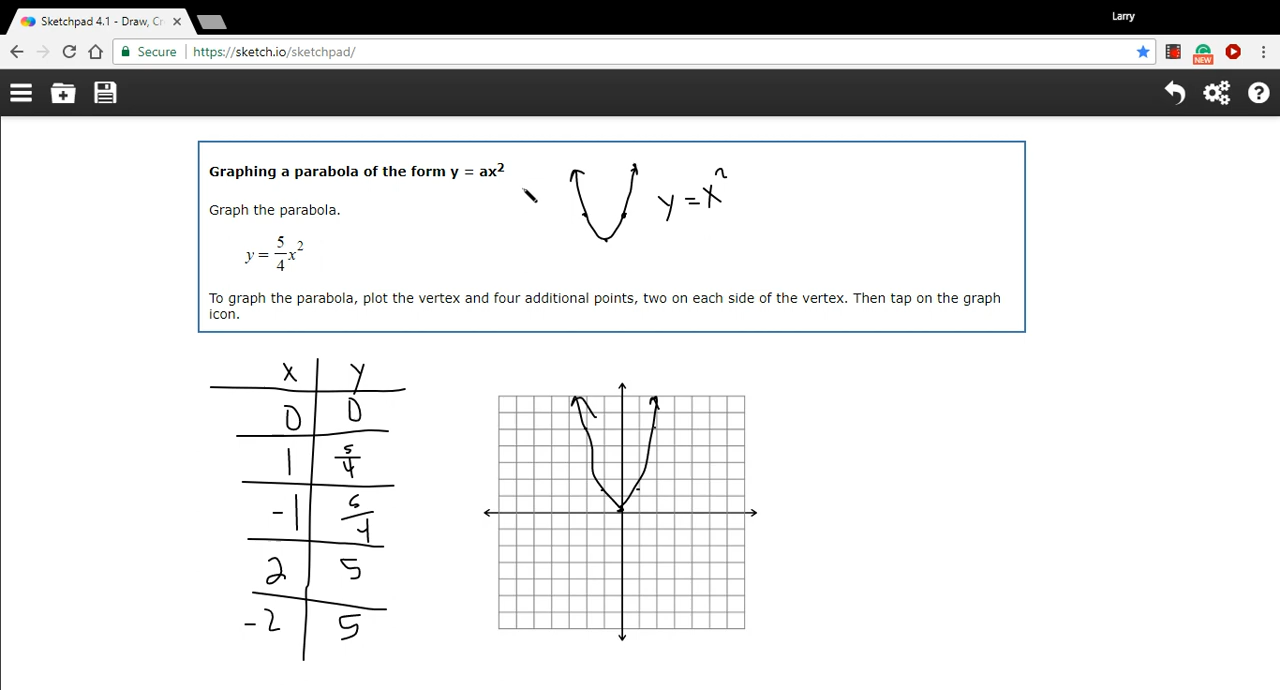 Larry
Sketchpad 4.1 - Draw, Cr
Secure | https://sketch.io/sketchpad/
NEW
Graphing a parabola of the form y = ax²
y = x²
Graph the parabola.
y = 5/4 x²
To graph the parabola, plot the vertex and four additional points, two on each side of the vertex. Then tap on the graph
icon.
x y
0 0
1 5/4
-1 5/4
2 5
-2 5